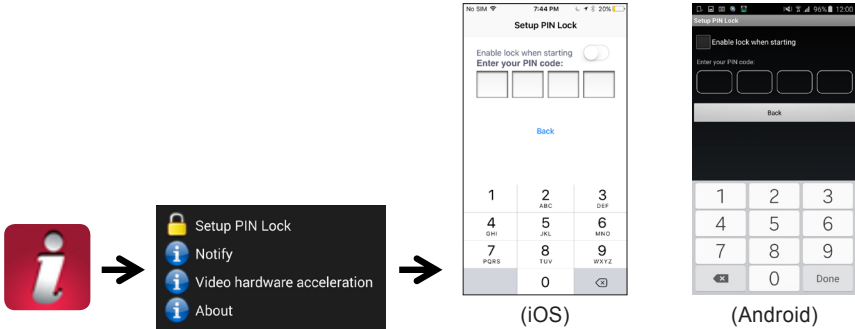 i
Setup PIN Lock
Notify
Video hardware acceleration
About
No SIM 7:44 PM 20%
Setup PIN Lock
Enable lock when starting
Enter your PIN code:
Back
1 2 3
ABC DEF
4 5 6
GHI JKL MNO
7 8 9
PQRS TUV WXYZ
0
(iOS)
96% 12:00
Setup PIN Lock
Enable lock when starting
Enter your PIN code:
Back
1 2 3
4 5 6
7 8 9
0 Done
(Android)